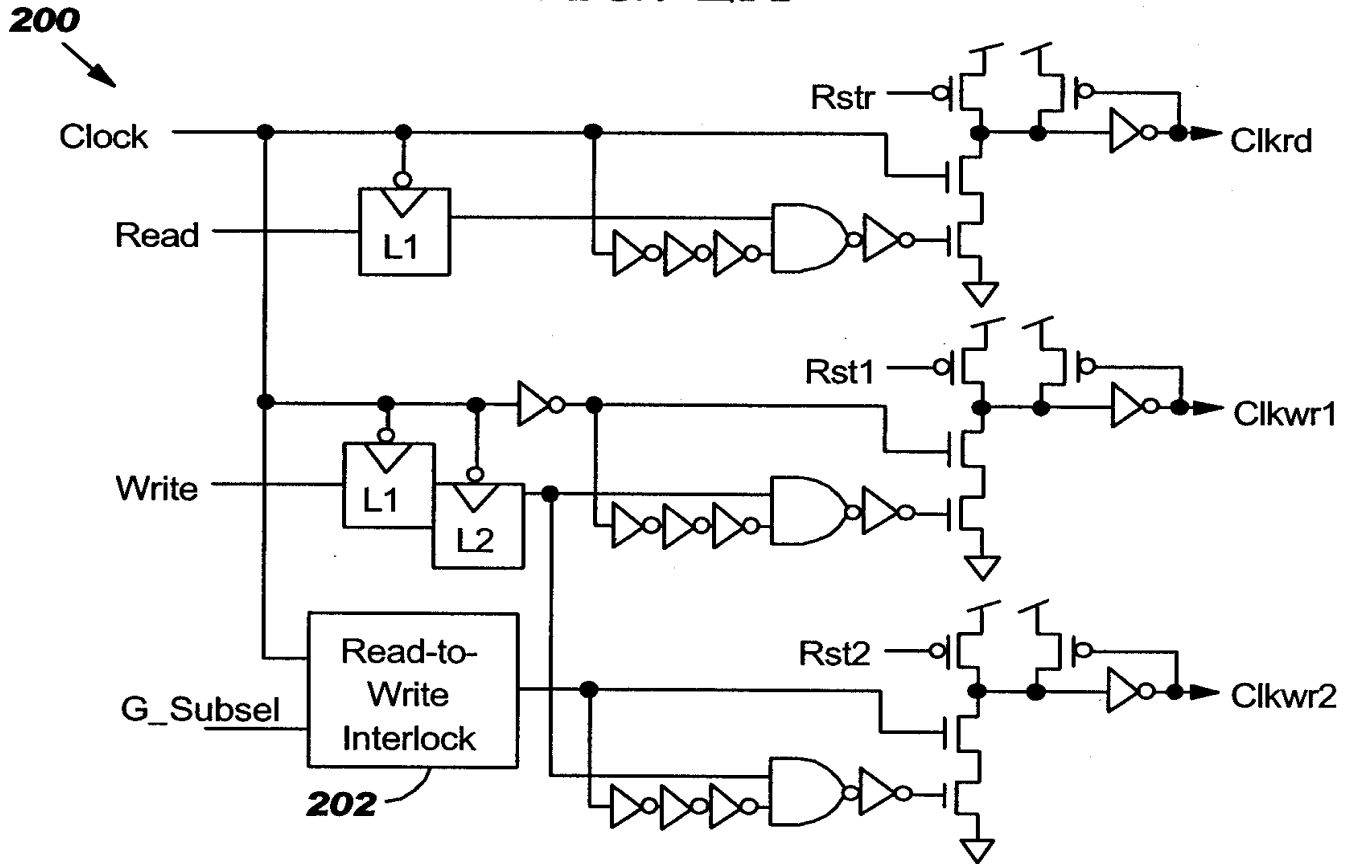 200
Clock
Read
L1
Rstr
Clkrd
Write
L1
L2
Rst1
Clkwr1
G_Subsel
Read-to-
Write
Interlock
202
Rst2
Clkwr2